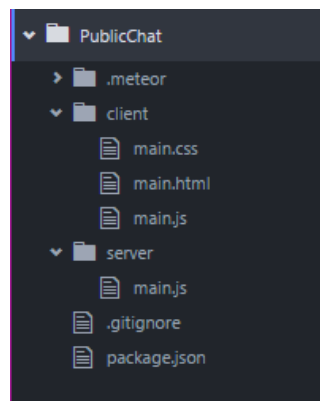 PublicChat
.meteor
client
main.css
main.html
main.js
server
main.js
.gitignore
package.json